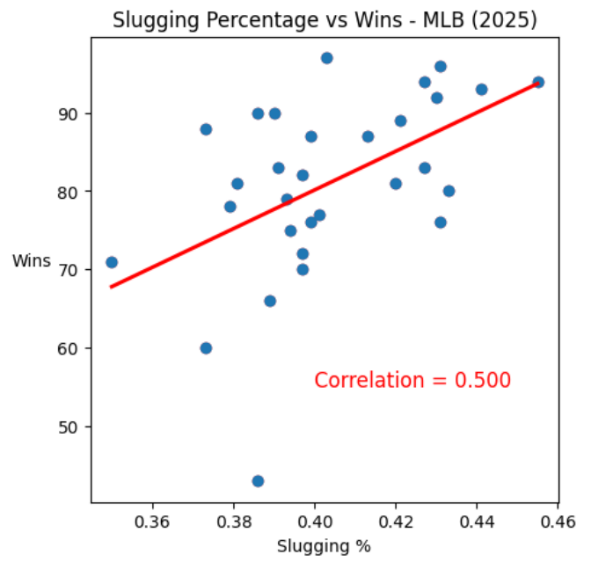 Slugging Percentage vs Wins - MLB (2025)
90
80
Wins
70
60
Correlation = 0.500
50
0.36 0.38 0.40 0.42 0.44 0.46
Slugging %